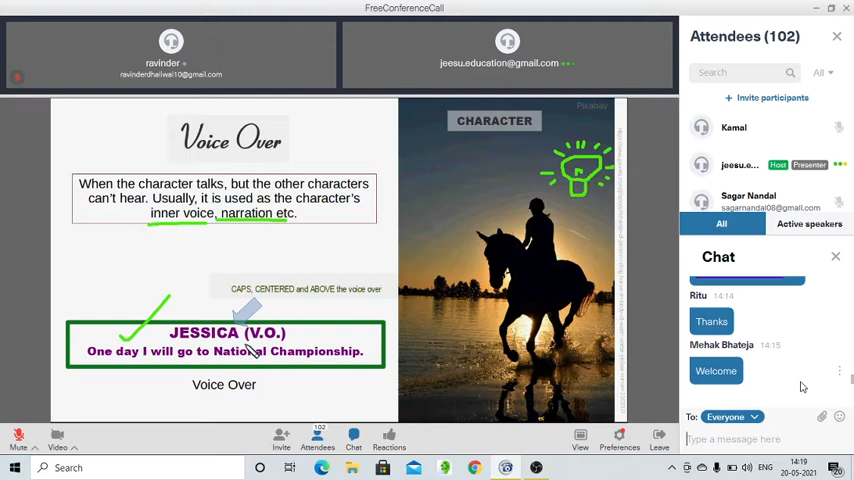 FreeConferenceCall
ravinder
ravinderdhaliwal10@gmail.com
jeesu.education@gmail.com
Attendees (102)
Search
All
+ Invite participants
Kamal
jeesu.e...
Host
Presenter
Sagar Nandal
sagarnandal08@gmail.com
All
Active speakers
Pixabay
CHARACTER
Voice Over
When the character talks, but the other characters
can't hear. Usually, it is used as the character's
inner voice, narration etc.
CAPS, CENTERED and ABOVE the voice over
JESSICA (V.O.)
One day I will go to National Championship.
Voice Over
Chat
Ritu 14:14
Thanks
Mehak Bhateja 14:15
Welcome
To: Everyone
Type a message here
Mute
Video
Invite
102
Attendees
Chat
Reactions
View
Preferences
Leave
Search
ENG
14:19
20-05-2021
20